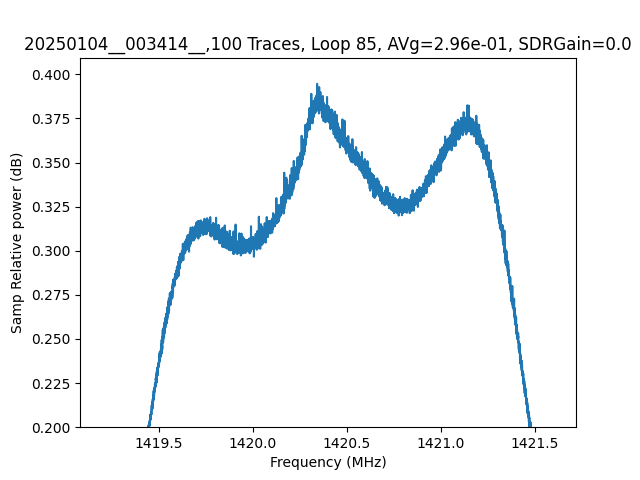 20250104__003414__,100 Traces, Loop 85, AVg=2.96e-01, SDRGain=0.0
0.400
0.375
0.350
0.325
0.300
0.275
0.250
0.225
0.200
Samp Relative power (dB)
1419.5 1420.0 1420.5 1421.0 1421.5
Frequency (MHz)